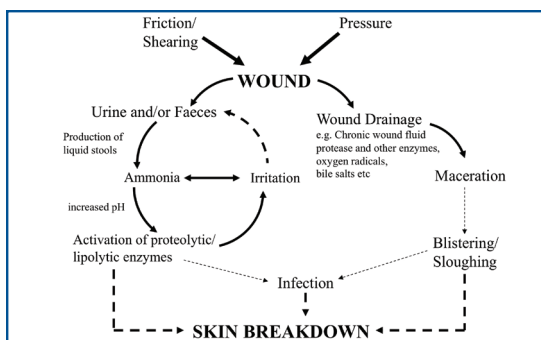 Friction/
Shearing
Pressure
WOUND
Urine and/or Faeces
Production of
liquid stools
Ammonia
Irritation
increased pH
Activation of proteolytic/
lipolytic enzymes
Wound Drainage
e.g. Chronic wound fluid
protease and other enzymes,
oxygen radicals,
bile salts etc
Maceration
Blistering/
Sloughing
Infection
SKIN BREAKDOWN